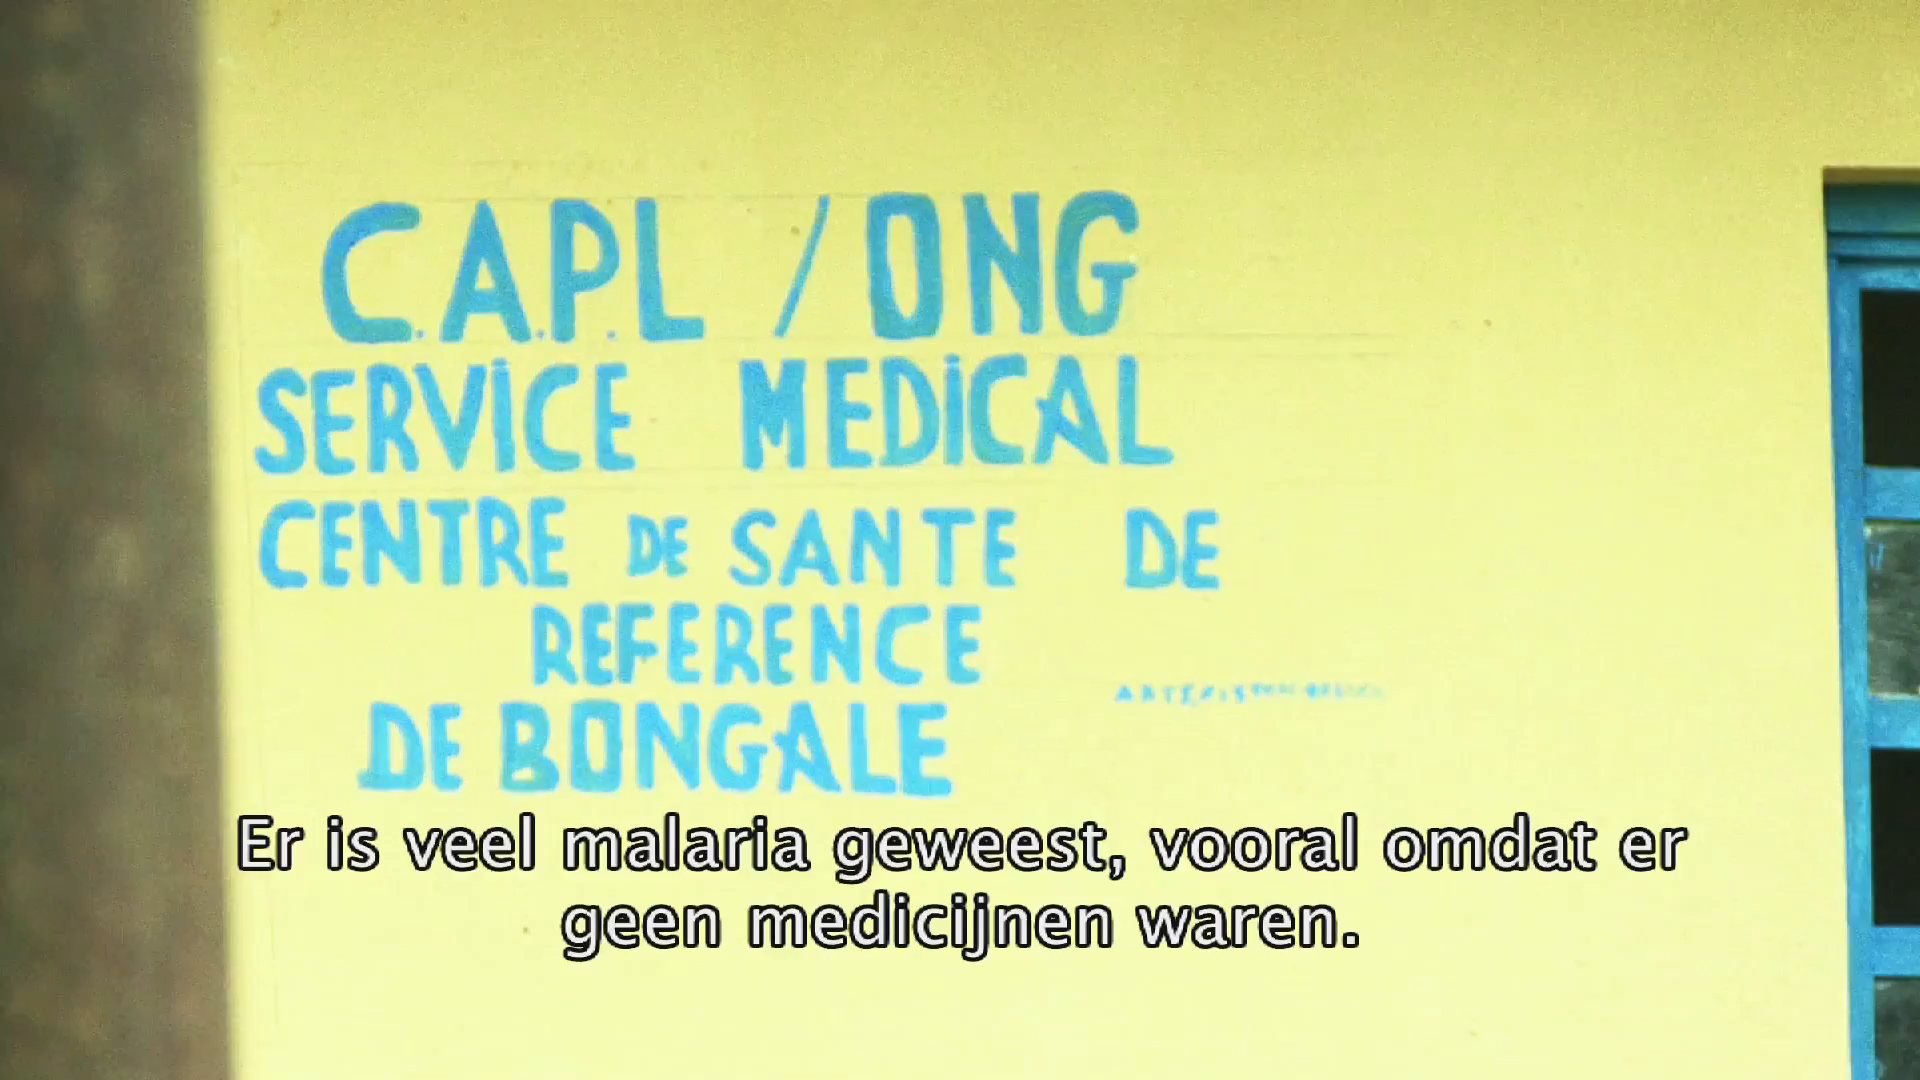 C.A.P.L / ONG
SERVICE MEDICAL
CENTRE DE SANTE DE
REFERENCE
DE BONGALE
Er is veel malaria geweest, vooral omdat er
geen medicijnen waren.